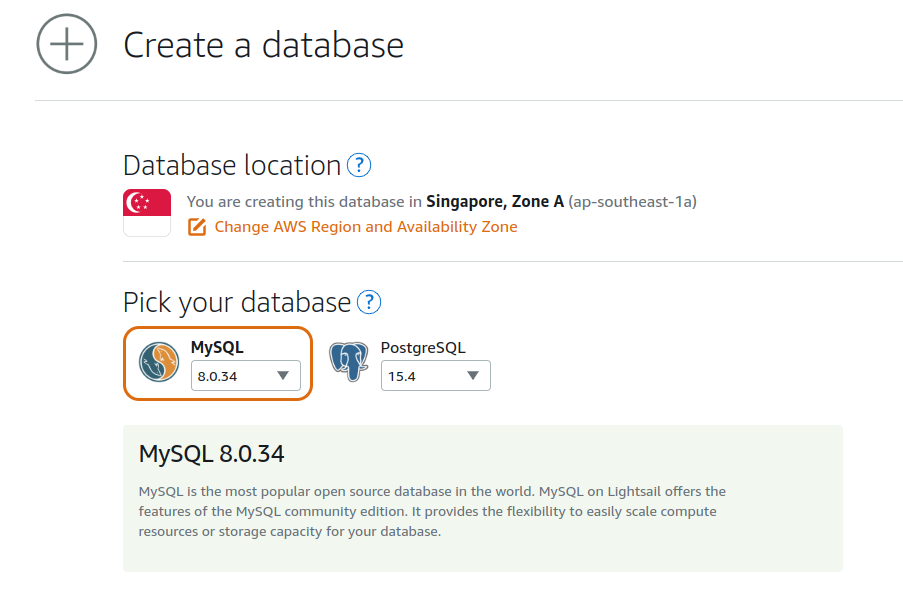 Create a database
Database location ?
You are creating this database in Singapore, Zone A (ap-southeast-1a)
Change AWS Region and Availability Zone
Pick your database ?
MySQL
8.0.34
PostgreSQL
15.4
MySQL 8.0.34
MySQL is the most popular open source database in the world. MySQL on Lightsail offers the
features of the MySQL community edition. It provides the flexibility to easily scale compute
resources or storage capacity for your database.